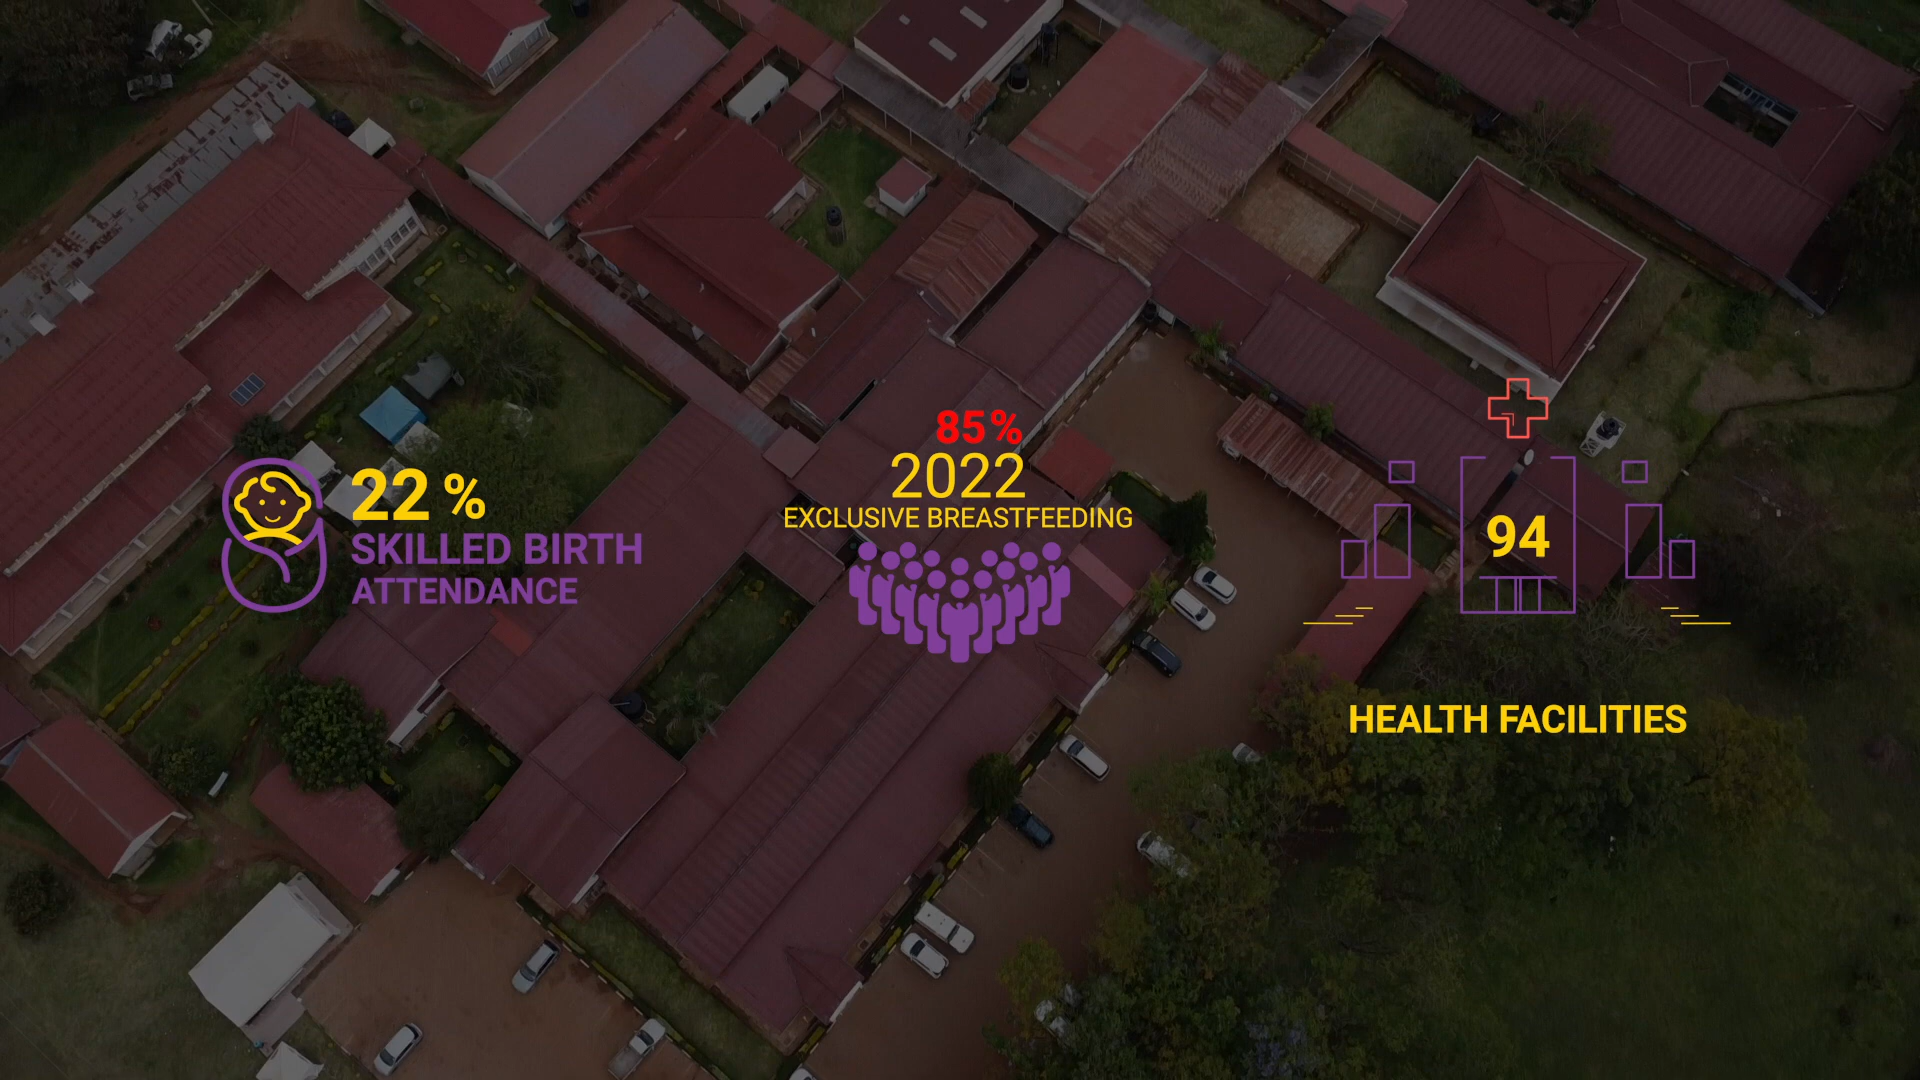 22 %
SKILLED BIRTH
ATTENDANCE
85%
2022
EXCLUSIVE BREASTFEEDING
94
HEALTH FACILITIES